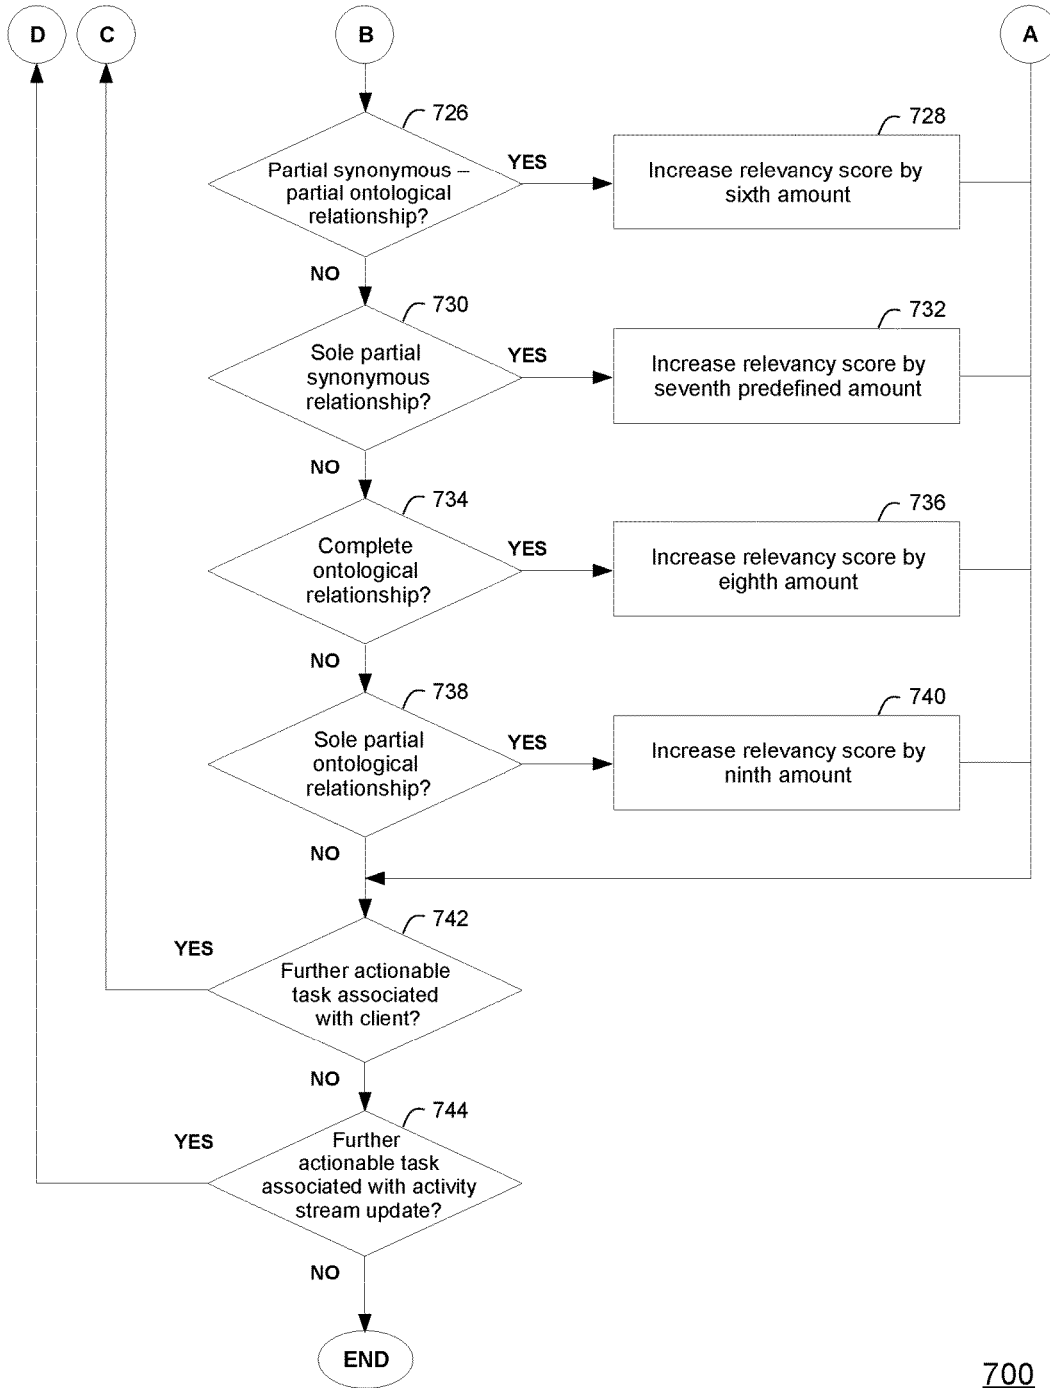 D
C
B
A
726
Partial synonymous –
partial ontological
relationship?
YES
728
Increase relevancy score by
sixth amount
NO
730
Sole partial
synonymous
relationship?
YES
732
Increase relevancy score by
seventh predefined amount
NO
734
Complete
ontological
relationship?
YES
736
Increase relevancy score by
eighth amount
NO
738
Sole partial
ontological
relationship?
YES
740
Increase relevancy score by
ninth amount
NO
742
YES
Further actionable
task associated
with client?
NO
744
YES
Further
actionable task
associated with activity
stream update?
NO
END
700